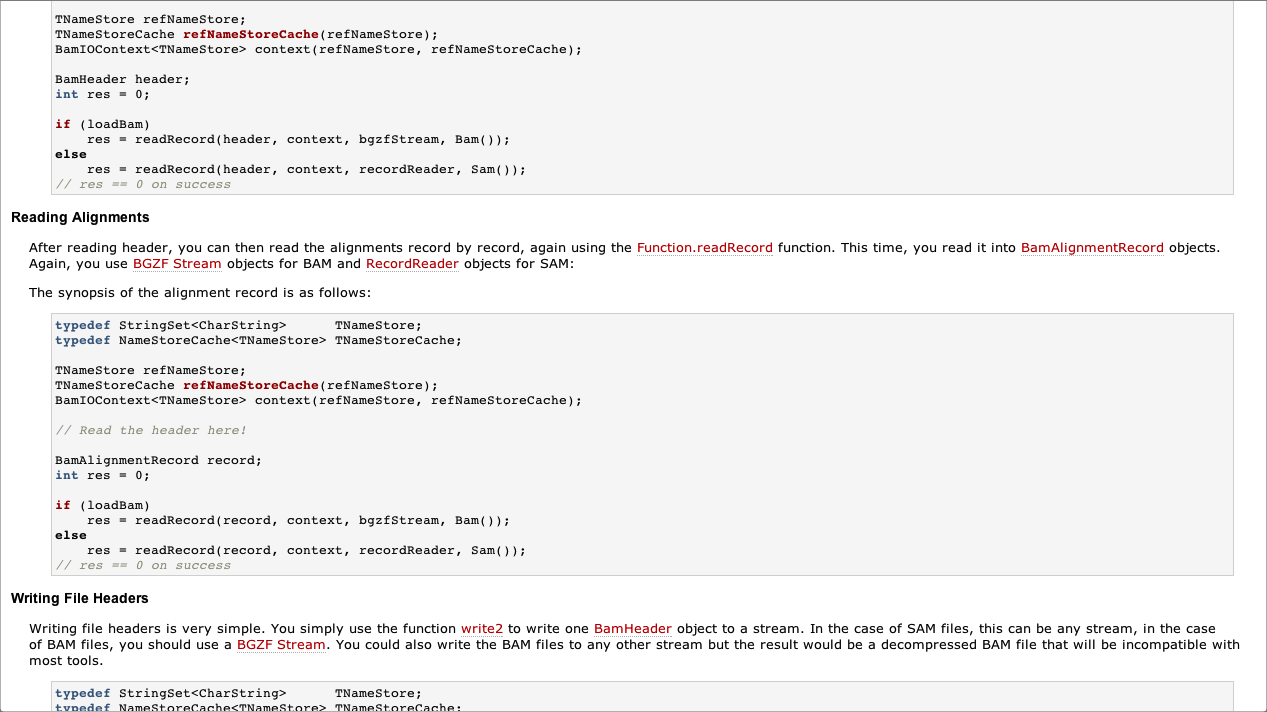 TNameStore refNameStore;
TNameStoreCache refNameStoreCache(refNameStore);
BamIOContext<TNameStore> context(refNameStore, refNameStoreCache);
BamHeader header;
int res = 0;
if (loadBam)
    res = readRecord(header, context, bgzfStream, Bam());
else
    res = readRecord(header, context, recordReader, Sam());
// res == 0 on success
Reading Alignments
After reading header, you can then read the alignments record by record, again using the Function.readRecord function. This time, you read it into BamAlignmentRecord objects.
Again, you use BGZF Stream objects for BAM and RecordReader objects for SAM:
The synopsis of the alignment record is as follows:
typedef StringSet<CharString>      TNameStore;
typedef NameStoreCache<TNameStore> TNameStoreCache;
TNameStore refNameStore;
TNameStoreCache refNameStoreCache(refNameStore);
BamIOContext<TNameStore> context(refNameStore, refNameStoreCache);
// Read the header here!
BamAlignmentRecord record;
int res = 0;
if (loadBam)
    res = readRecord(record, context, bgzfStream, Bam());
else
    res = readRecord(record, context, recordReader, Sam());
// res == 0 on success
Writing File Headers
Writing file headers is very simple. You simply use the function write2 to write one BamHeader object to a stream. In the case of SAM files, this can be any stream, in the case
of BAM files, you should use a BGZF Stream. You could also write the BAM files to any other stream but the result would be a decompressed BAM file that will be incompatible with
most tools.
typedef StringSet<CharString>      TNameStore;
typedef NameStoreCache<TNameStore> TNameStoreCache;